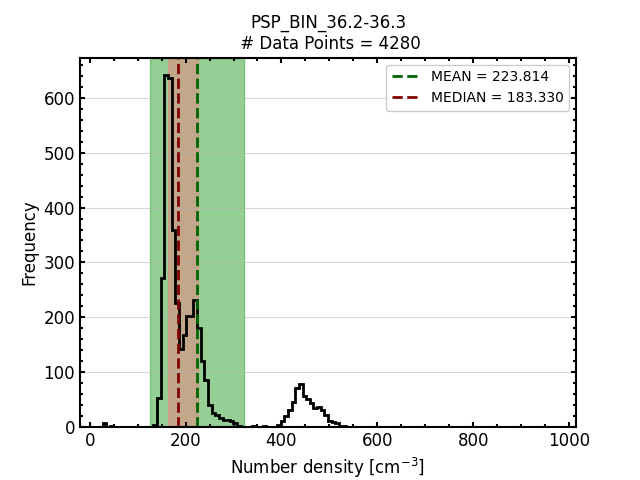 PSP_BIN_36.2-36.3
# Data Points = 4280
MEAN = 223.814
MEDIAN = 183.330
Frequency
600
500
400
300
200
100
0
0 200 400 600 800 1000
Number density [cm⁻³]